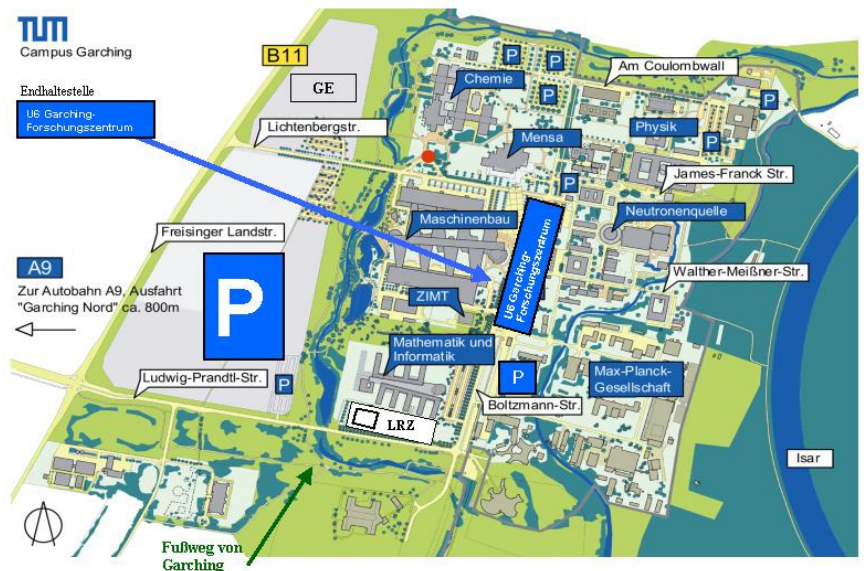 TUM
Campus Garching
B11
GE
Am Coulombwall
P
P
P
P
P
Chemie
Endhaltestelle
U6 Garching-
Forschungszentrum
Lichtenbergstr.
Mensa
Physik
P
James-Franck Str.
P
Maschinenbau
Neutronenquelle
Freisinger Landstr.
U6 Garching-
Forschungszentrum
A9
Zur Autobahn A9, Ausfahrt
"Garching Nord" ca. 800m
P
Walther-Meißner-Str.
ZIMT
Mathematik und
Informatik
P
Max-Planck-
Gesellschaft
Ludwig-Prandtl-Str.
P
Boltzmann-Str.
LRZ
Isar
Fußweg von
Garching